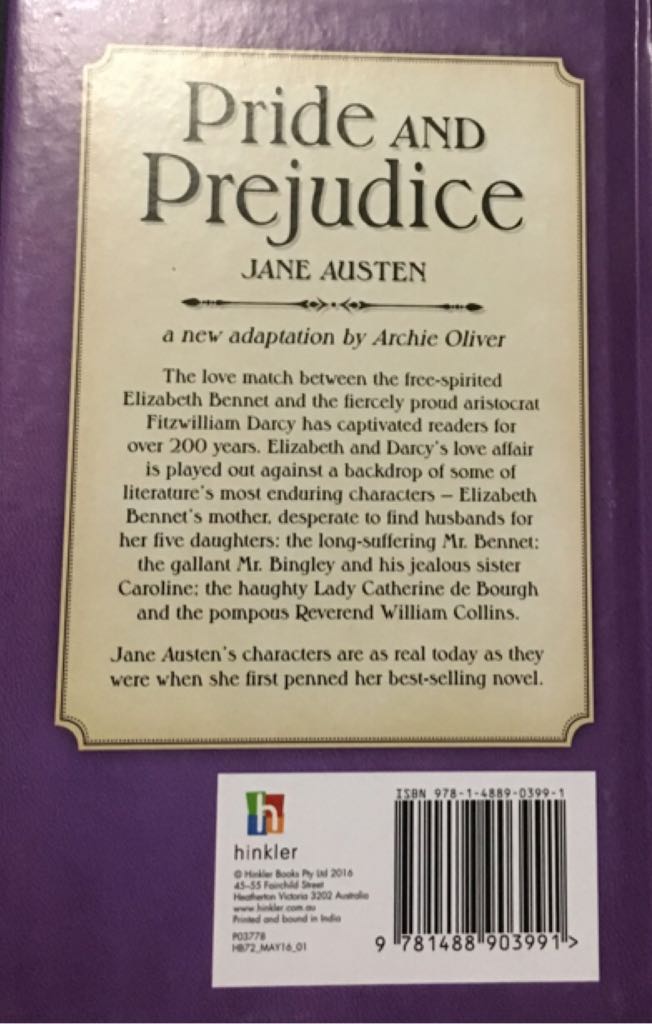 Pride AND
Prejudice
JANE AUSTEN
a new adaptation by Archie Oliver
The love match between the free-spirited
Elizabeth Bennet and the fiercely proud aristocrat
Fitzwilliam Darcy has captivated readers for
over 200 years. Elizabeth and Darcy's love affair
is played out against a backdrop of some of
literature's most enduring characters – Elizabeth
Bennet's mother, desperate to find husbands for
her five daughters; the long-suffering Mr. Bennet;
the gallant Mr. Bingley and his jealous sister
Caroline; the haughty Lady Catherine de Bourgh
and the pompous Reverend William Collins.
Jane Austen's characters are as real today as they
were when she first penned her best-selling novel.
h
hinkler
© Hinkler Books Pty Ltd 2016
45–55 Fairchild Street
Heatherton Victoria 3202 Australia
www.hinkler.com.au
Printed and bound in India
P03778
HB72_MAY16_01
ISBN 978-1-4889-0399-1
9 781488 903991 >